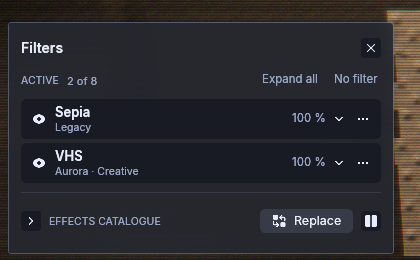 Filters
ACTIVE 2 of 8 Expand all No filter
Sepia
Legacy
100 %
VHS
Aurora · Creative
100 %
EFFECTS CATALOGUE Replace